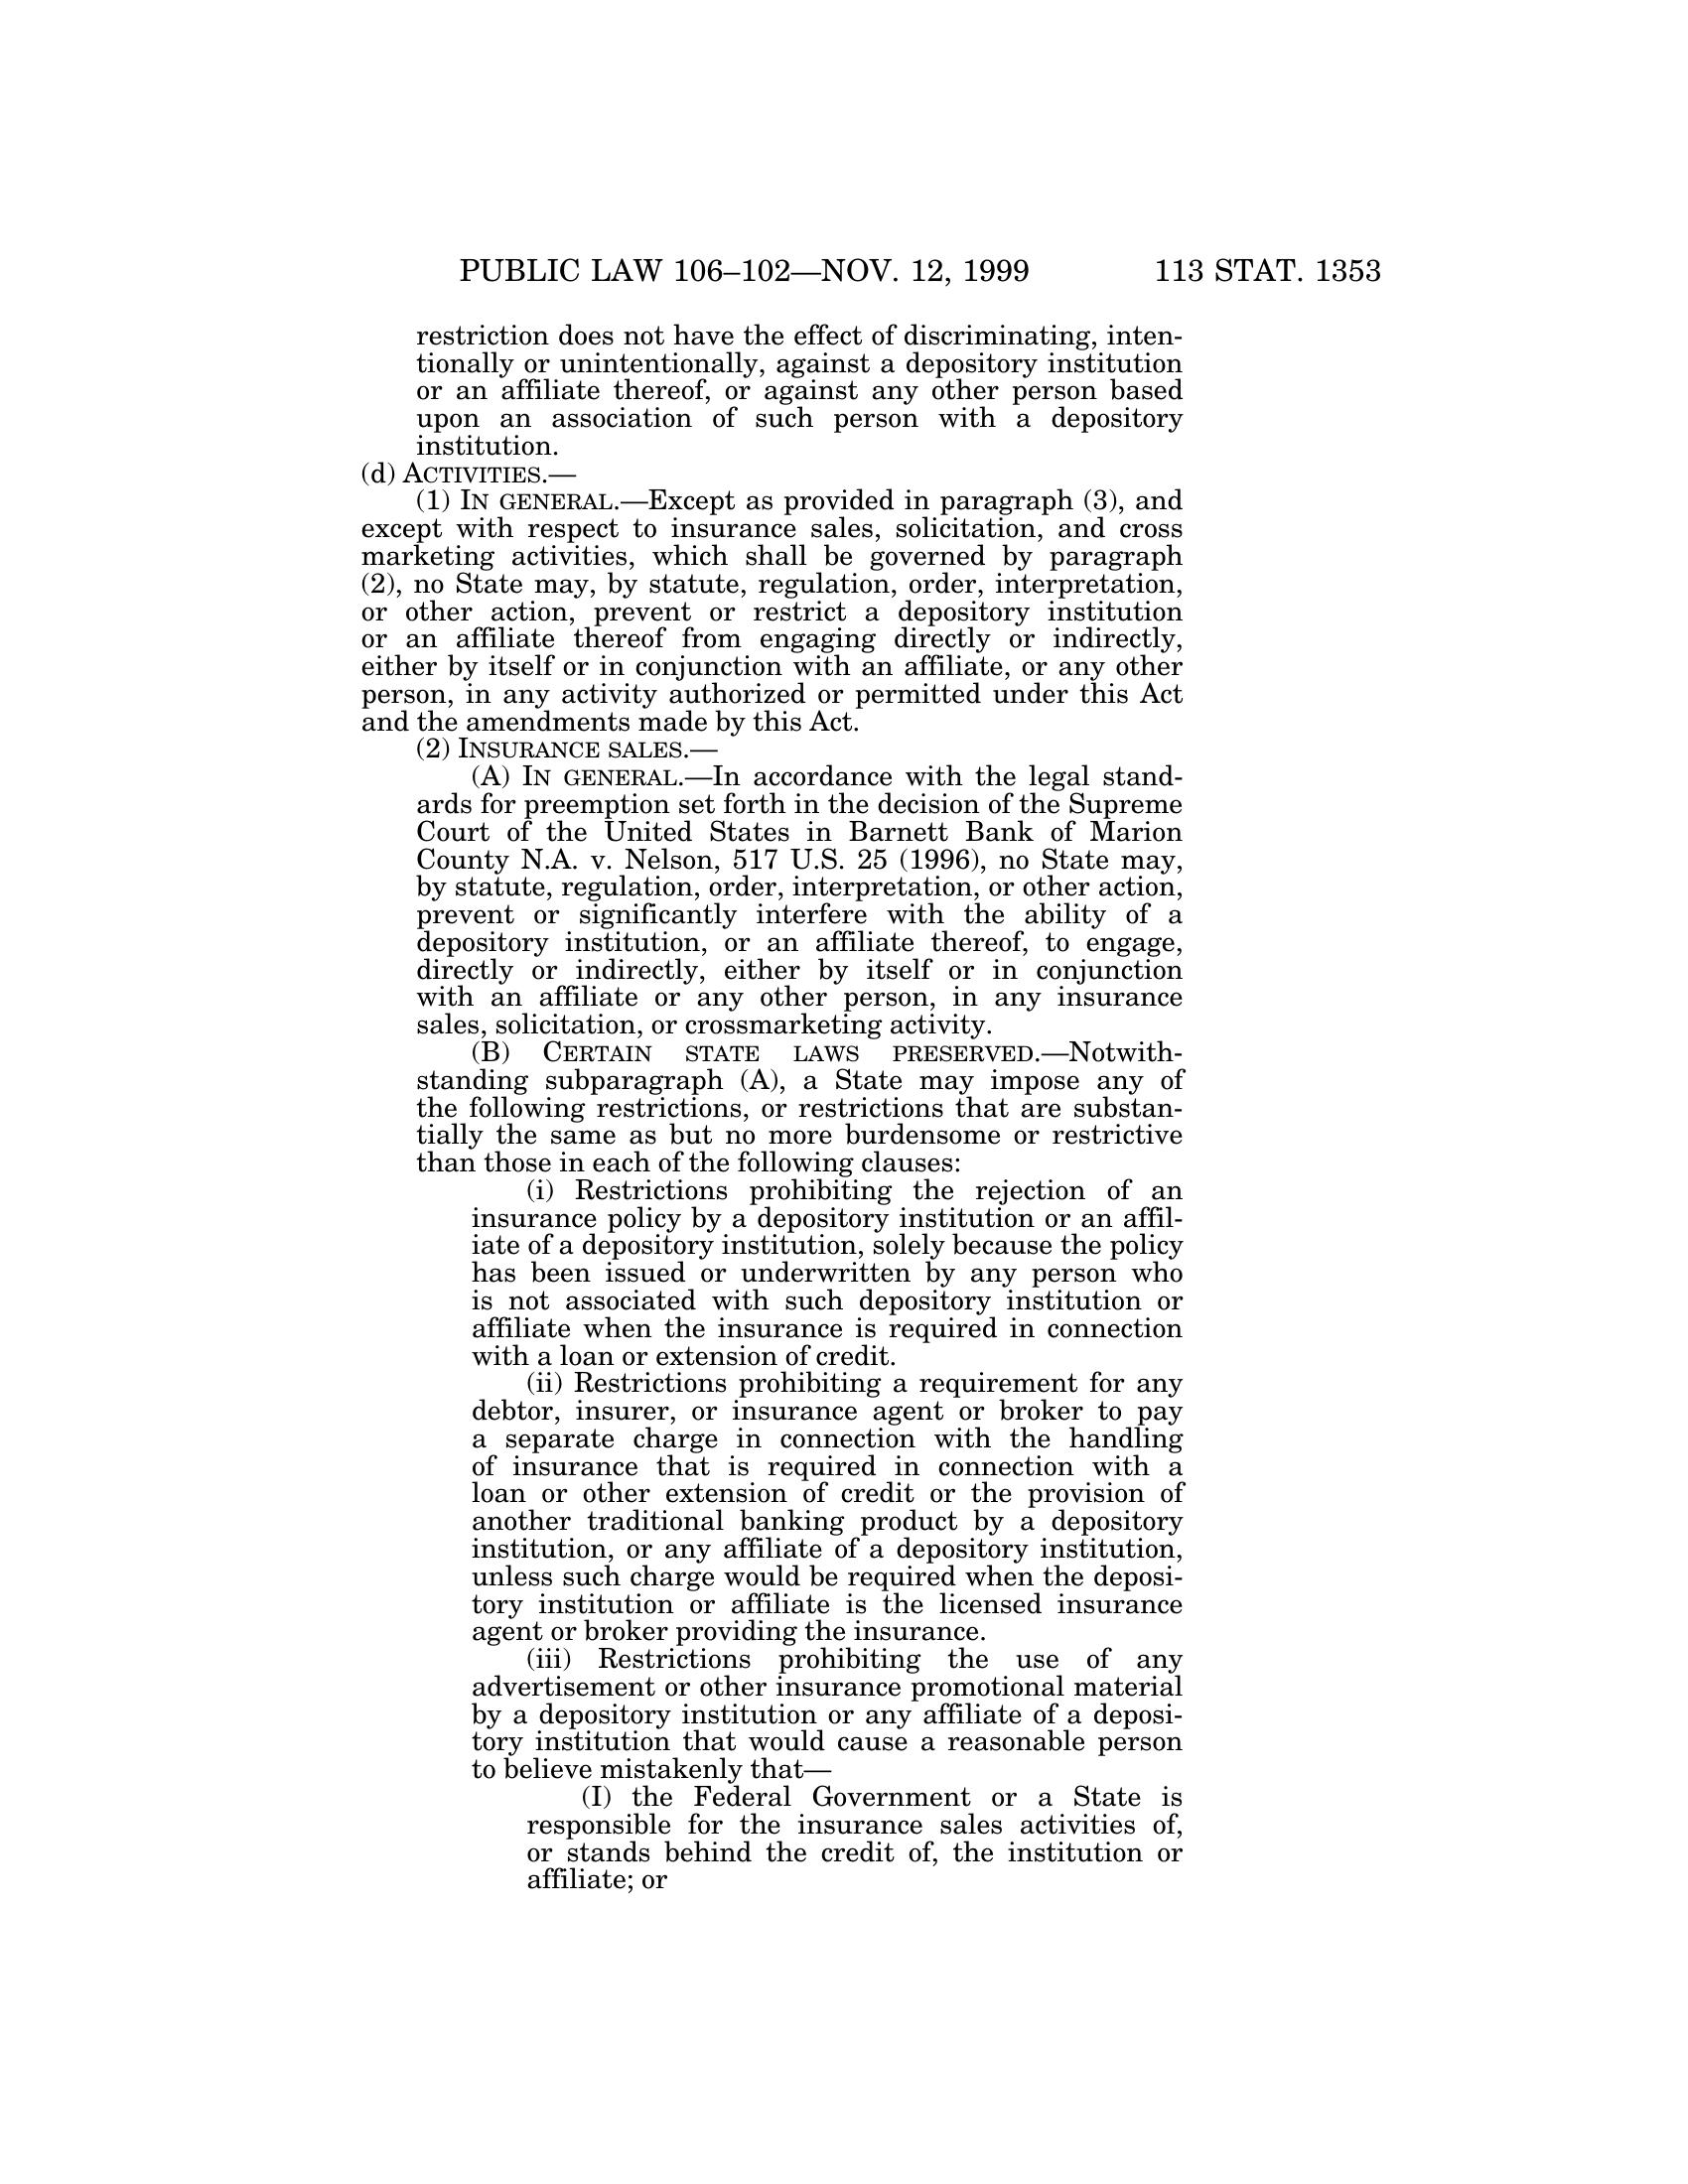 PUBLIC LAW 106–102—NOV. 12, 1999 113 STAT. 1353
restriction does not have the effect of discriminating, inten-
tionally or unintentionally, against a depository institution
or an affiliate thereof, or against any other person based
upon an association of such person with a depository
institution.
(d) ACTIVITIES.—
(1) IN GENERAL.—Except as provided in paragraph (3), and
except with respect to insurance sales, solicitation, and cross
marketing activities, which shall be governed by paragraph
(2), no State may, by statute, regulation, order, interpretation,
or other action, prevent or restrict a depository institution
or an affiliate thereof from engaging directly or indirectly,
either by itself or in conjunction with an affiliate, or any other
person, in any activity authorized or permitted under this Act
and the amendments made by this Act.
(2) INSURANCE SALES.—
(A) IN GENERAL.—In accordance with the legal stand-
ards for preemption set forth in the decision of the Supreme
Court of the United States in Barnett Bank of Marion
County N.A. v. Nelson, 517 U.S. 25 (1996), no State may,
by statute, regulation, order, interpretation, or other action,
prevent or significantly interfere with the ability of a
depository institution, or an affiliate thereof, to engage,
directly or indirectly, either by itself or in conjunction
with an affiliate or any other person, in any insurance
sales, solicitation, or crossmarketing activity.
(B) CERTAIN STATE LAWS PRESERVED.—Notwith-
standing subparagraph (A), a State may impose any of
the following restrictions, or restrictions that are substan-
tially the same as but no more burdensome or restrictive
than those in each of the following clauses:
(i) Restrictions prohibiting the rejection of an
insurance policy by a depository institution or an affil-
iate of a depository institution, solely because the policy
has been issued or underwritten by any person who
is not associated with such depository institution or
affiliate when the insurance is required in connection
with a loan or extension of credit.
(ii) Restrictions prohibiting a requirement for any
debtor, insurer, or insurance agent or broker to pay
a separate charge in connection with the handling
of insurance that is required in connection with a
loan or other extension of credit or the provision of
another traditional banking product by a depository
institution, or any affiliate of a depository institution,
unless such charge would be required when the deposi-
tory institution or affiliate is the licensed insurance
agent or broker providing the insurance.
(iii) Restrictions prohibiting the use of any
advertisement or other insurance promotional material
by a depository institution or any affiliate of a deposi-
tory institution that would cause a reasonable person
to believe mistakenly that—
(I) the Federal Government or a State is
responsible for the insurance sales activities of,
or stands behind the credit of, the institution or
affiliate; or